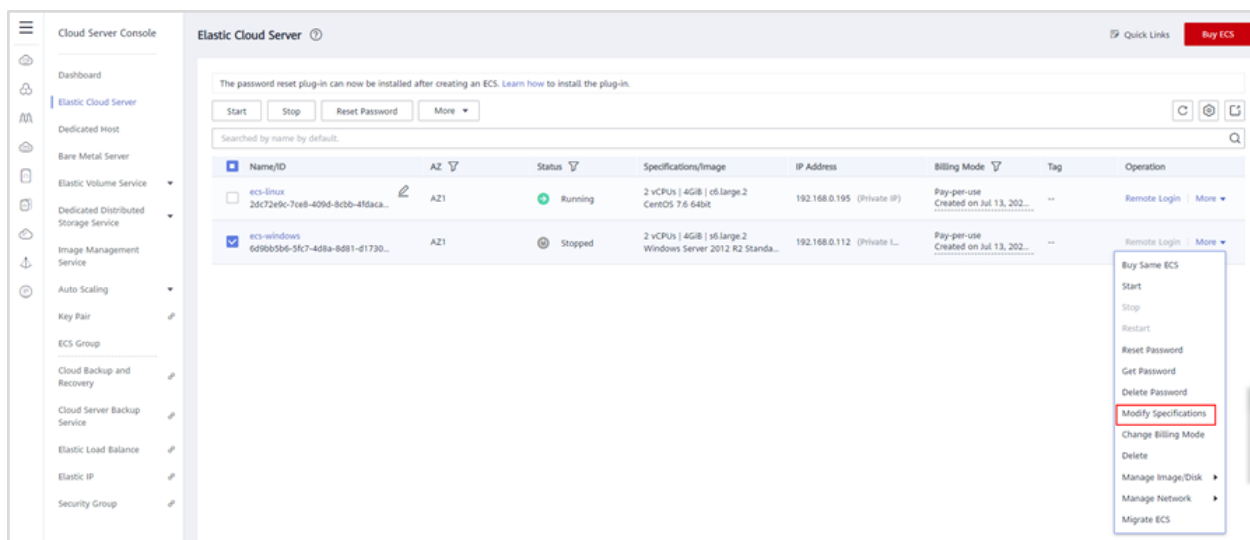 Cloud Server Console
Dashboard
Elastic Cloud Server
Dedicated Host
Bare Metal Server
Elastic Volume Service
Dedicated Distributed
Storage Service
Image Management
Service
Auto Scaling
Key Pair
ECS Group
Cloud Backup and
Recovery
Cloud Server Backup
Service
Elastic Load Balance
Elastic IP
Security Group
Elastic Cloud Server
Quick Links
Buy ECS
The password reset plug-in can now be installed after creating an ECS. Learn how to install the plug-in.
Start Stop Reset Password More
Searched by name by default.
Name/ID AZ Status Specifications/Image IP Address Billing Mode Tag Operation
ecs-linux
2dc72e9c-7ce8-409d-8cbb-4fdaca...
AZ1
Running
2 vCPUs | 4GiB | c6.large.2
CentOS 7.6 64bit
192.168.0.195 (Private IP)
Pay-per-use
Created on Jul 13, 202...
--
Remote Login More
ecs-windows
6d9bb5b6-5fc7-4d8a-8d81-d1730...
AZ1
Stopped
2 vCPUs | 4GiB | s6.large.2
Windows Server 2012 R2 Standa...
192.168.0.112 (Private I...
Pay-per-use
Created on Jul 13, 202...
--
Remote Login More
Buy Same ECS
Start
Stop
Restart
Reset Password
Get Password
Delete Password
Modify Specifications
Change Billing Mode
Delete
Manage Image/Disk
Manage Network
Migrate ECS